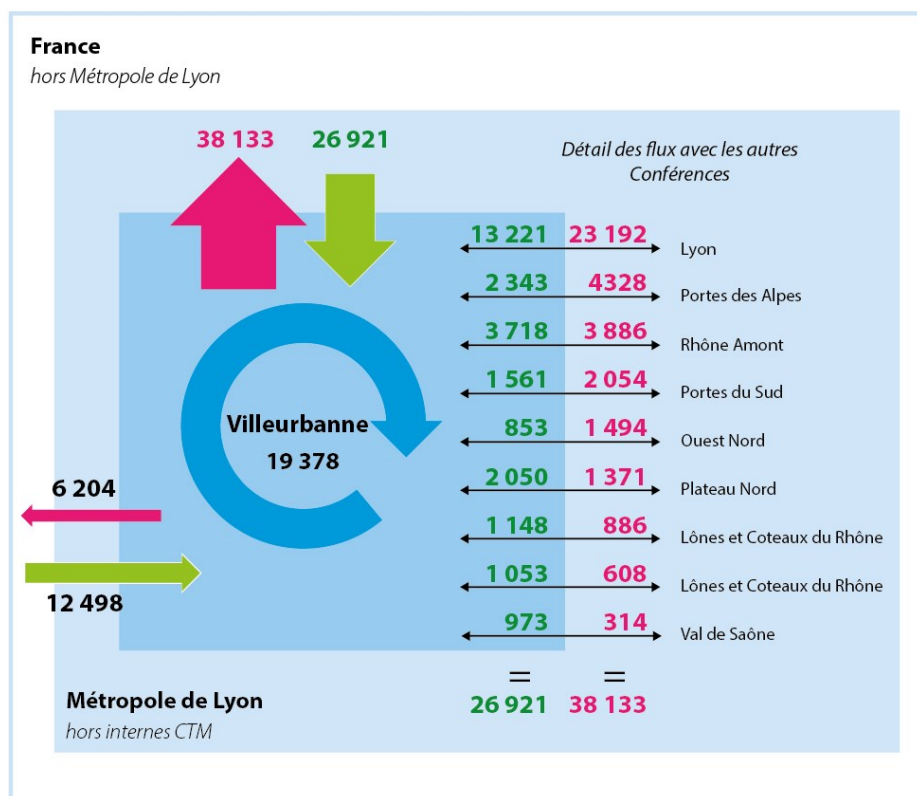 France
hors Métropole de Lyon
38 133 26 921
Détail des flux avec les autres
Conférences
13 221 23 192 Lyon
2 343 4328 Portes des Alpes
3 718 3 886 Rhône Amont
1 561 2 054 Portes du Sud
853 1 494 Ouest Nord
2 050 1 371 Plateau Nord
1 148 886 Lônes et Coteaux du Rhône
1 053 608 Lônes et Coteaux du Rhône
973 314 Val de Saône
= =
26 921 38 133
Villeurbanne
19 378
6 204
12 498
Métropole de Lyon
hors internes CTM